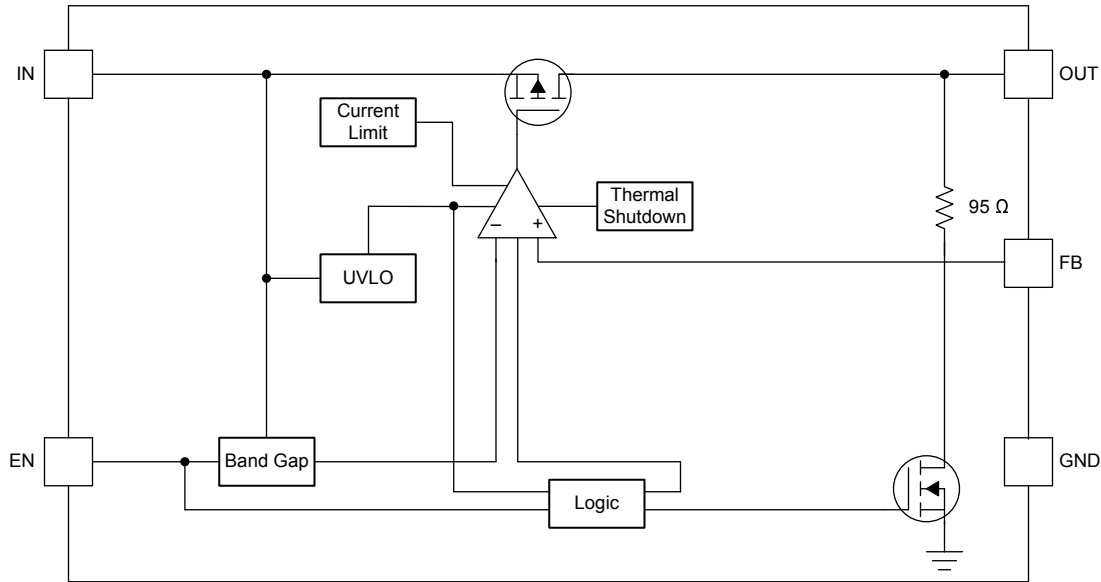 IN
OUT
Current
Limit
Thermal
Shutdown
95 Ω
– +
UVLO
FB
EN
Band Gap
GND
Logic